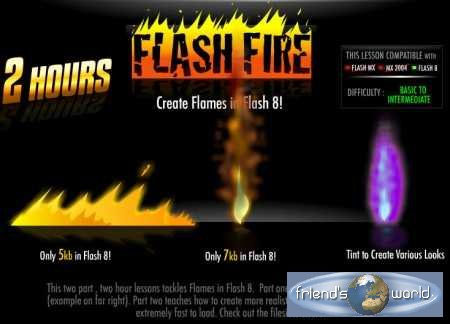 FLASH FIRE
2 HOURS
Create Flames in Flash 8!
THIS LESSON COMPATIBLE WITH
FLASH MX MX 2004 FLASH 8
DIFFICULTY : BASIC TO
INTERMEDIATE
Only 5kb in Flash 8!
Only 7kb in Flash 8!
Tint to Create Various Looks
This two part , two hour lessons tackles Flames in Flash 8. Part one
(example on far right). Part two teaches how to create more
extremely fast to load. Check out the
friend's world